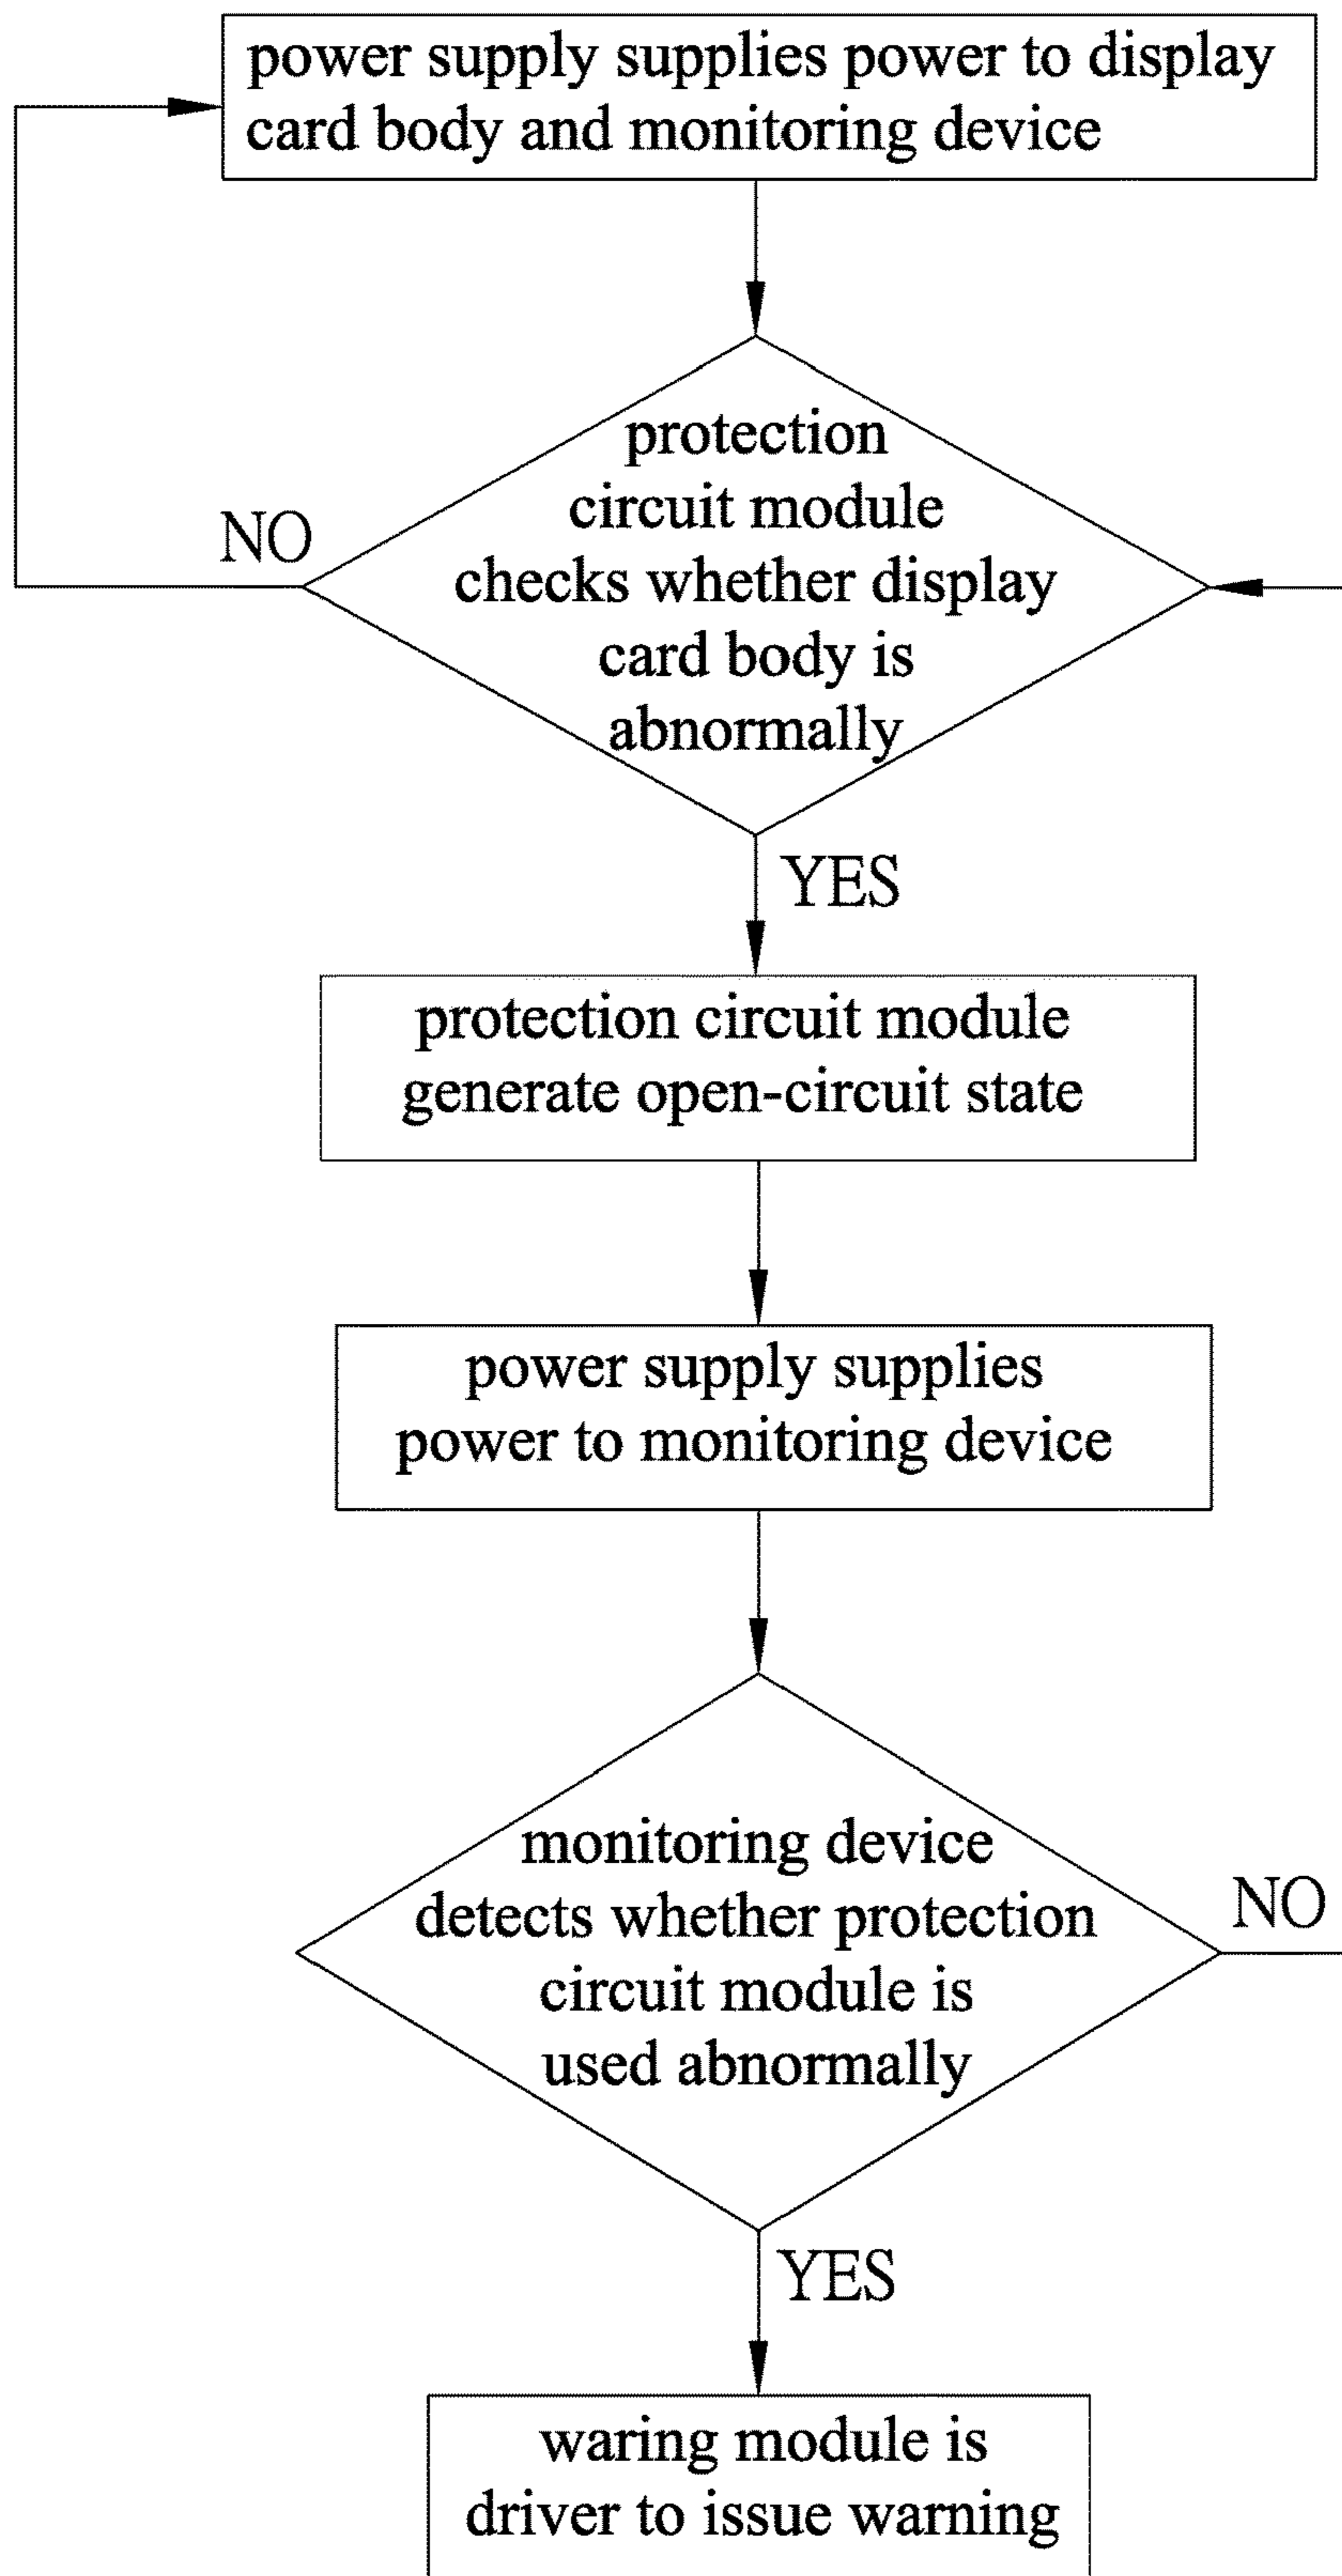 power supply supplies power to display
card body and monitoring device
protection
circuit module
checks whether display
card body is
abnormally
NO
YES
protection circuit module
generate open-circuit state
power supply supplies
power to monitoring device
monitoring device
detects whether protection
circuit module is
used abnormally
NO
YES
waring module is
driver to issue warning